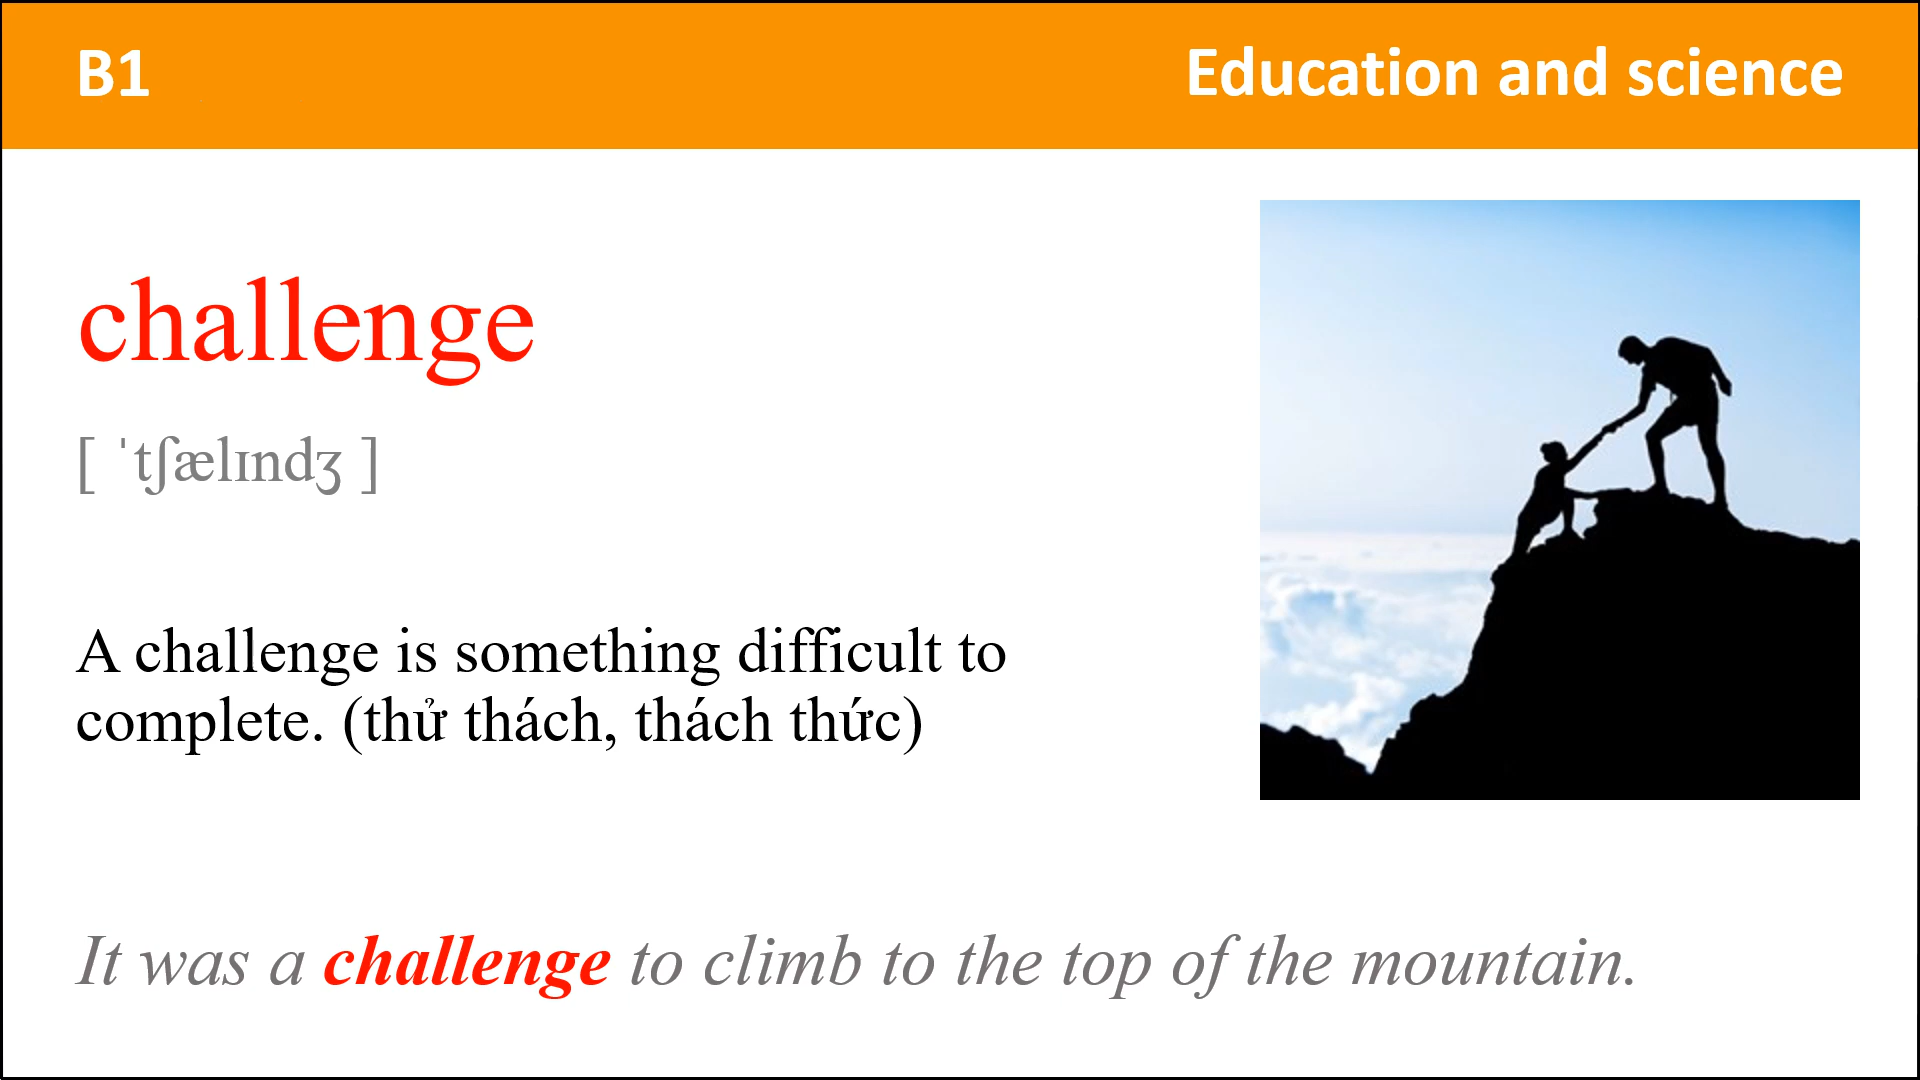 B1
Education and science
challenge
[ ˈtʃælɪndʒ ]
A challenge is something difficult to
complete. (thử thách, thách thức)
It was a challenge to climb to the top of the mountain.